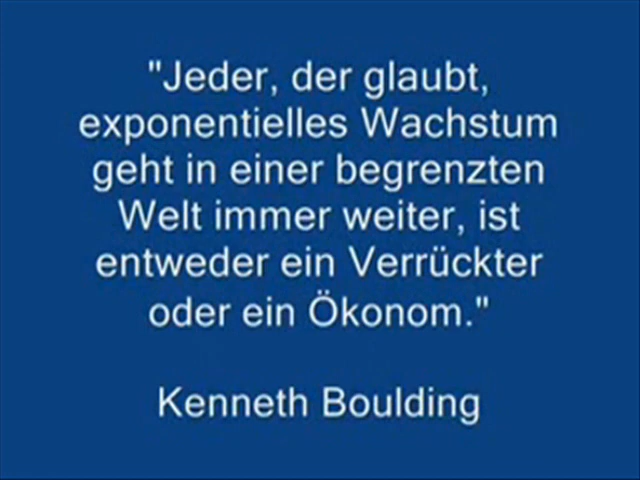 "Jeder, der glaubt,
exponentielles Wachstum
geht in einer begrenzten
Welt immer weiter, ist
entweder ein Verrückter
oder ein Ökonom."
Kenneth Boulding